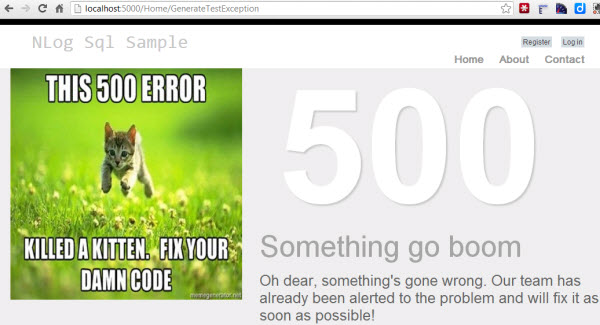 localhost:5000/Home/GenerateTestException
NLog Sql Sample
Register Log in
Home About Contact
THIS 500 ERROR
KILLED A KITTEN. FIX YOUR
DAMN CODE
memegenerator.net
500
Something go boom
Oh dear, something's gone wrong. Our team has
already been alerted to the problem and will fix it as
soon as possible!